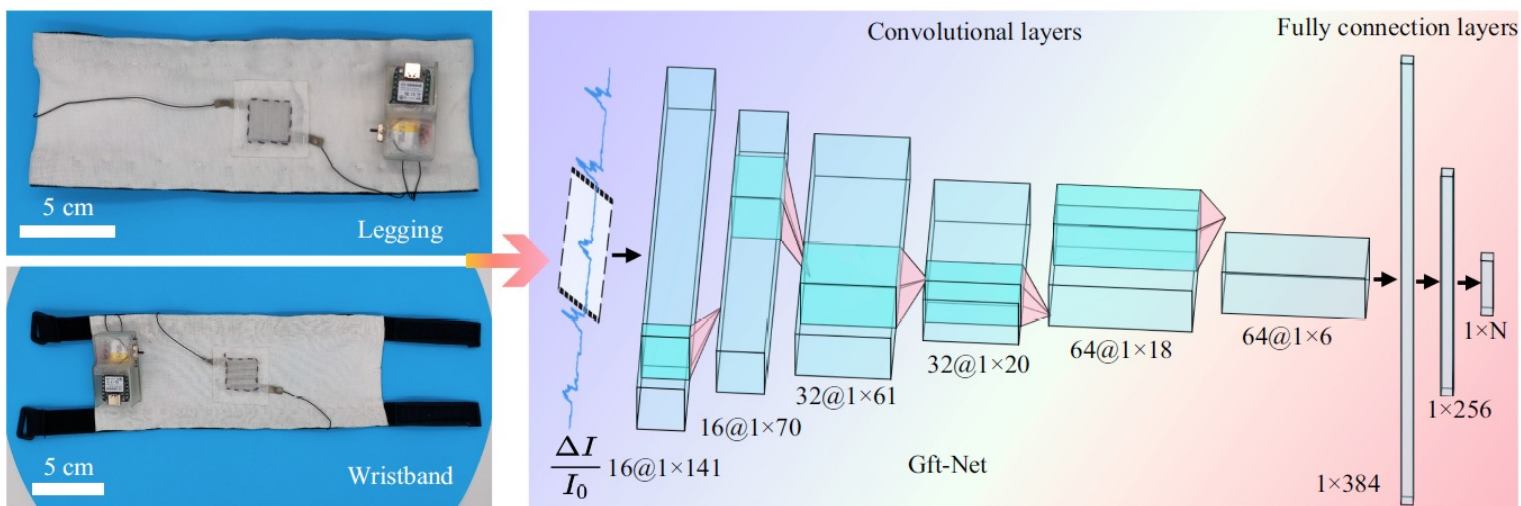 5 cm
Legging
5 cm
Wristband
Convolutional layers
Fully connection layers
ΔI
I₀
16@1×141
16@1×70
32@1×61
32@1×20
64@1×18
64@1×6
1×384
1×256
1×N
Gft-Net